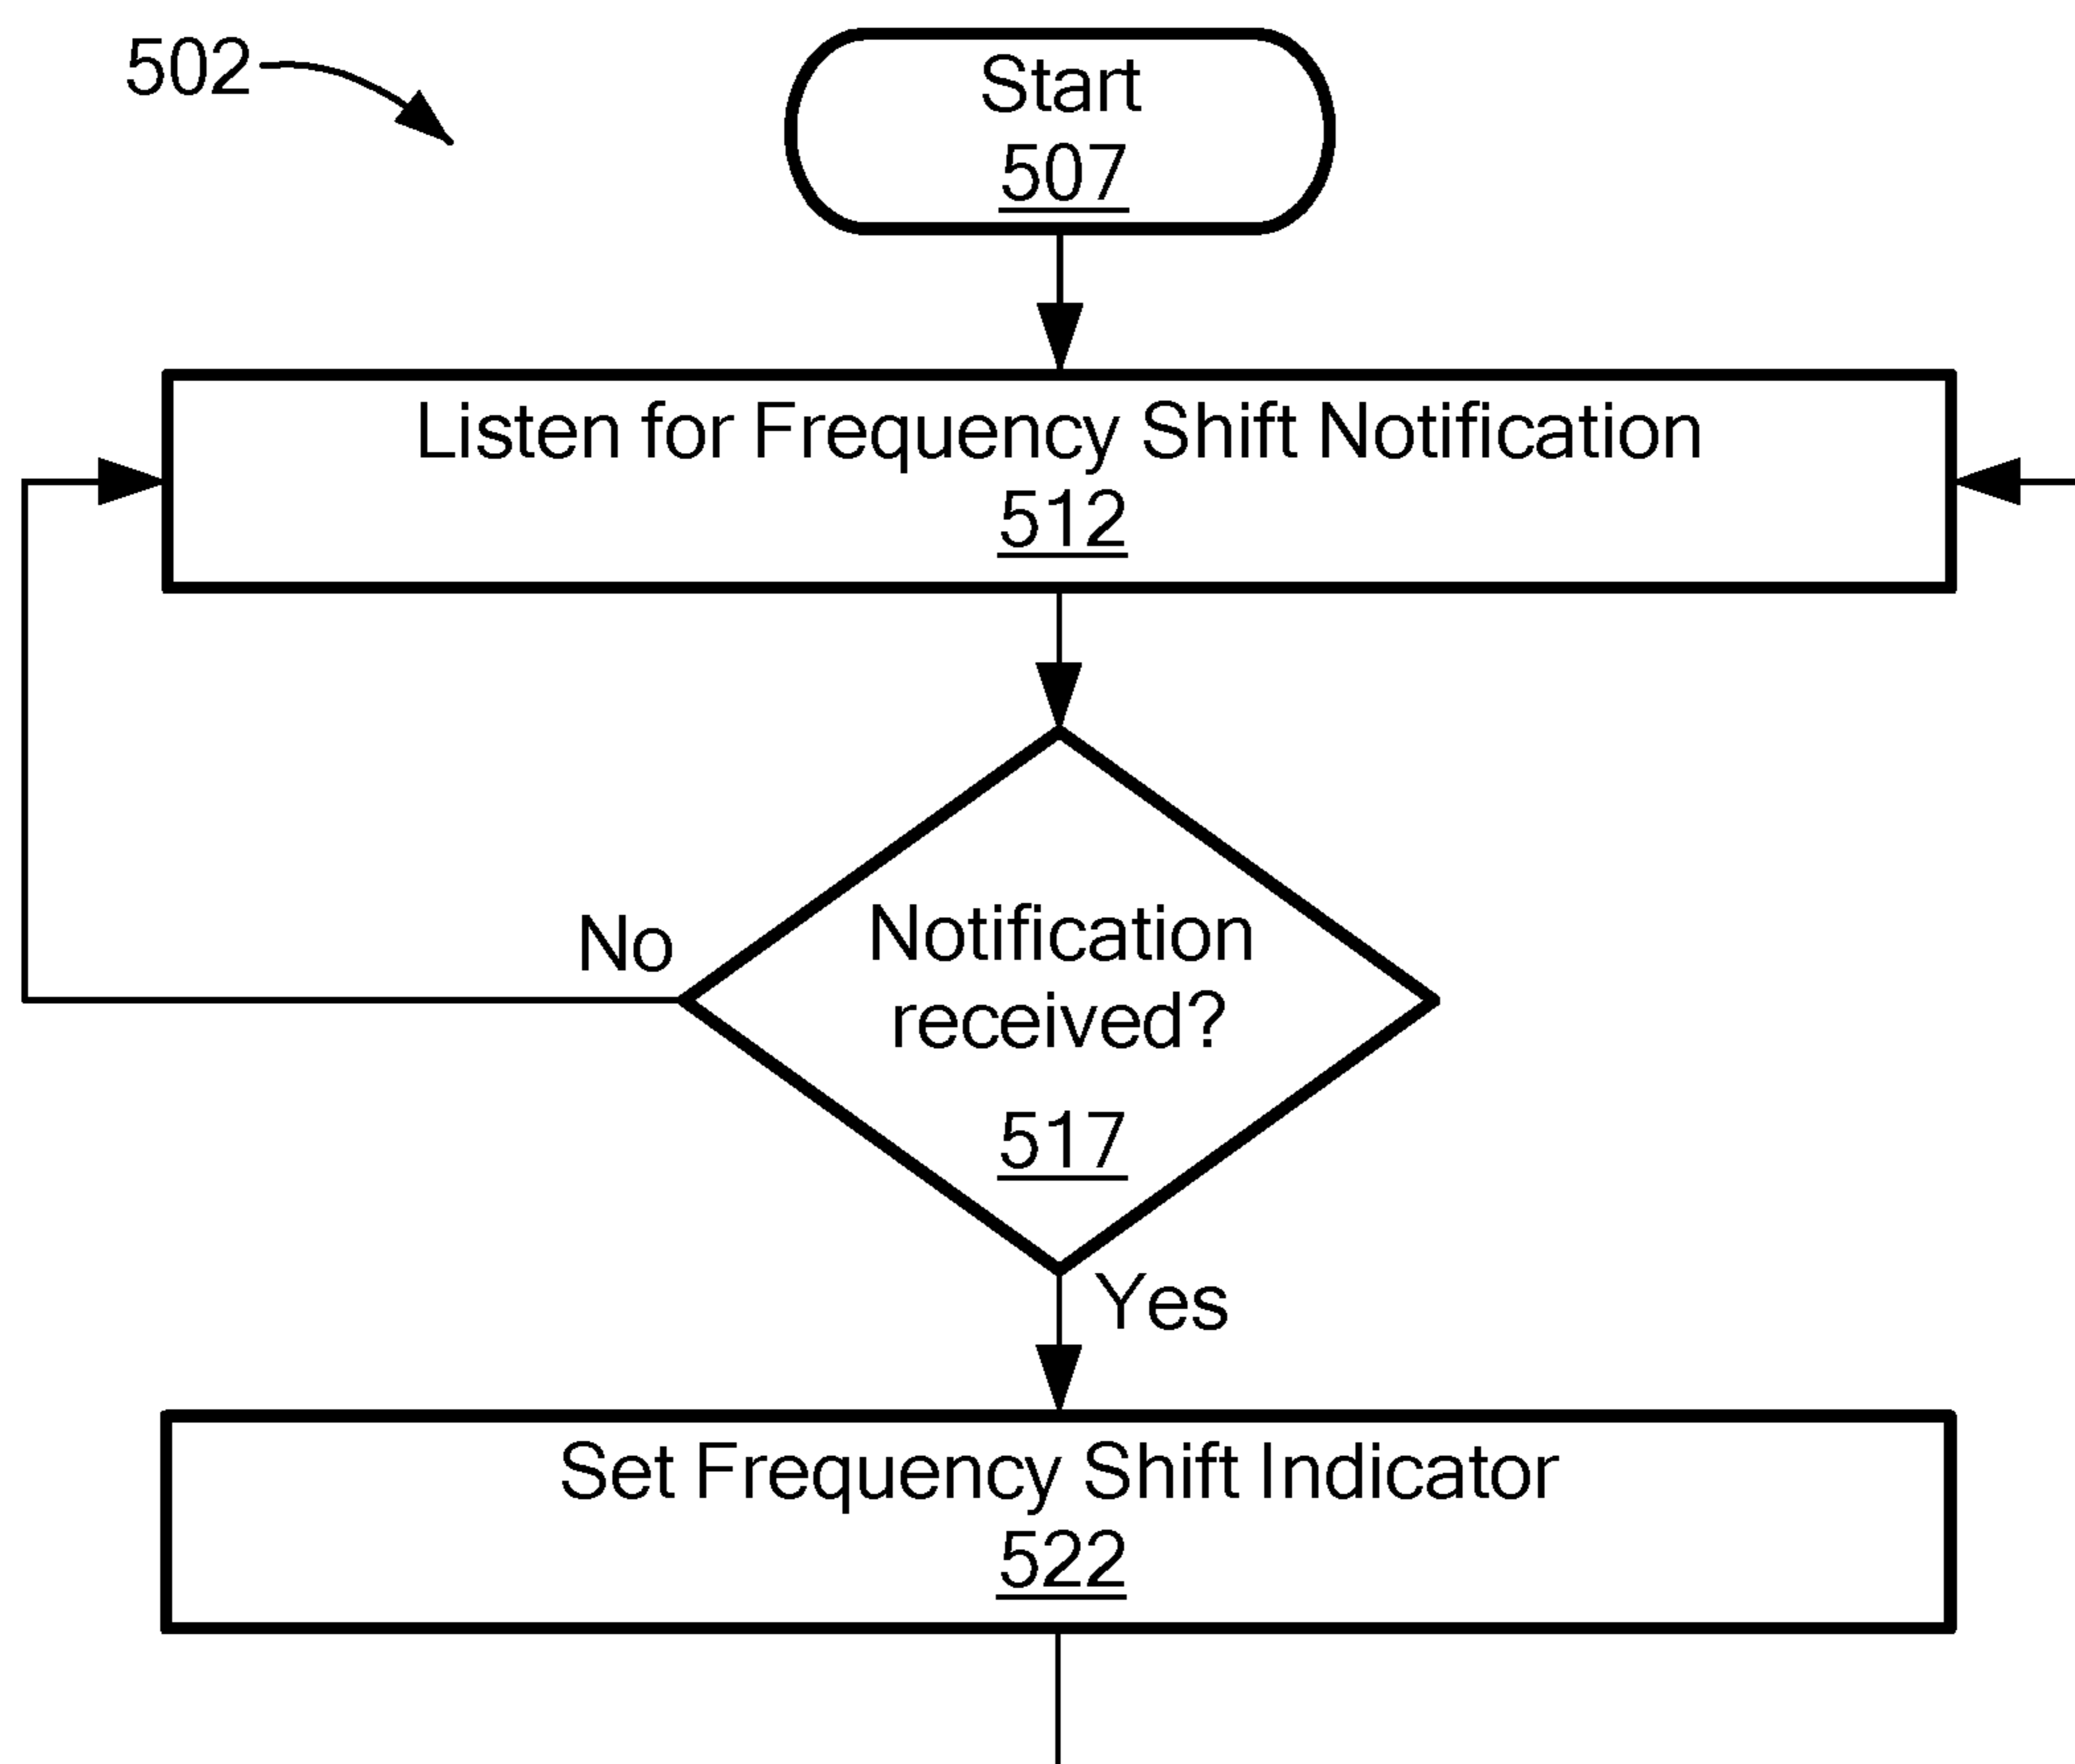 502
Start
507
Listen for Frequency Shift Notification
512
No
Notification
received?
517
Yes
Set Frequency Shift Indicator
522